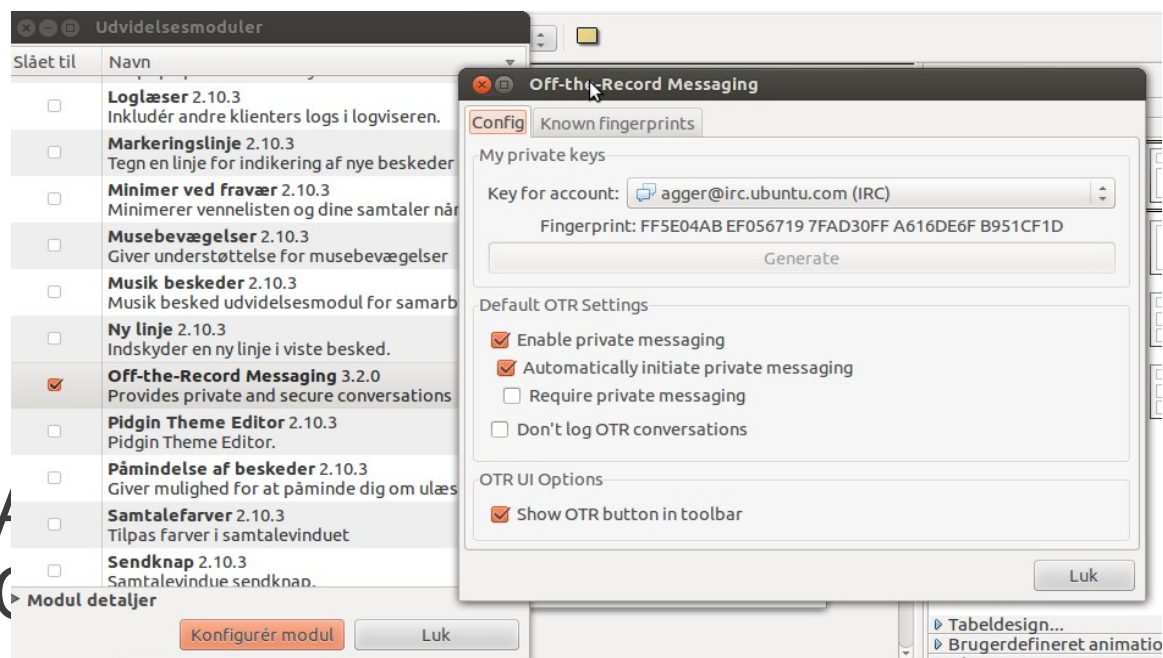 Udvidelsesmoduler
Slået til Navn
Loglæser 2.10.3
Inkludér andre klienters logs i logviseren.
Markeringslinje 2.10.3
Tegn en linje for indikering af nye beskeder
Minimer ved fravær 2.10.3
Minimerer vennelisten og dine samtaler når
Musebevægelser 2.10.3
Giver understøttelse for musebevægelser
Musik beskeder 2.10.3
Musik besked udvidelsesmodul for samarb
Ny linje 2.10.3
Indskyder en ny linje i viste besked.
Off-the-Record Messaging 3.2.0
Provides private and secure conversations
Pidgin Theme Editor 2.10.3
Pidgin Theme Editor.
Påmindelse af beskeder 2.10.3
Giver mulighed for at påminde dig om ulæs
Samtalefarver 2.10.3
Tilpas farver i samtalevinduet
Sendknap 2.10.3
Samtalevindue sendknap.
Modul detaljer
Konfigurér modul Luk
Off-the-Record Messaging
Config Known fingerprints
My private keys
Key for account: agger@irc.ubuntu.com (IRC)
Fingerprint: FF5E04AB EF056719 7FAD30FF A616DE6F B951CF1D
Generate
Default OTR Settings
Enable private messaging
Automatically initiate private messaging
Require private messaging
Don't log OTR conversations
OTR UI Options
Show OTR button in toolbar
Luk
Tabeldesign...
Brugerdefineret animatio